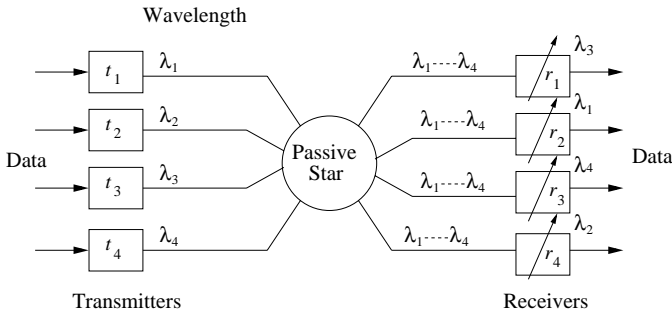 Wavelength
t1 λ1 λ1----λ4 r1 λ3
t2 λ2 λ1----λ4 r2 λ1
Data Passive Star Data
t3 λ3 λ1----λ4 r3 λ4
t4 λ4 λ1----λ4 r4 λ2
Transmitters Receivers